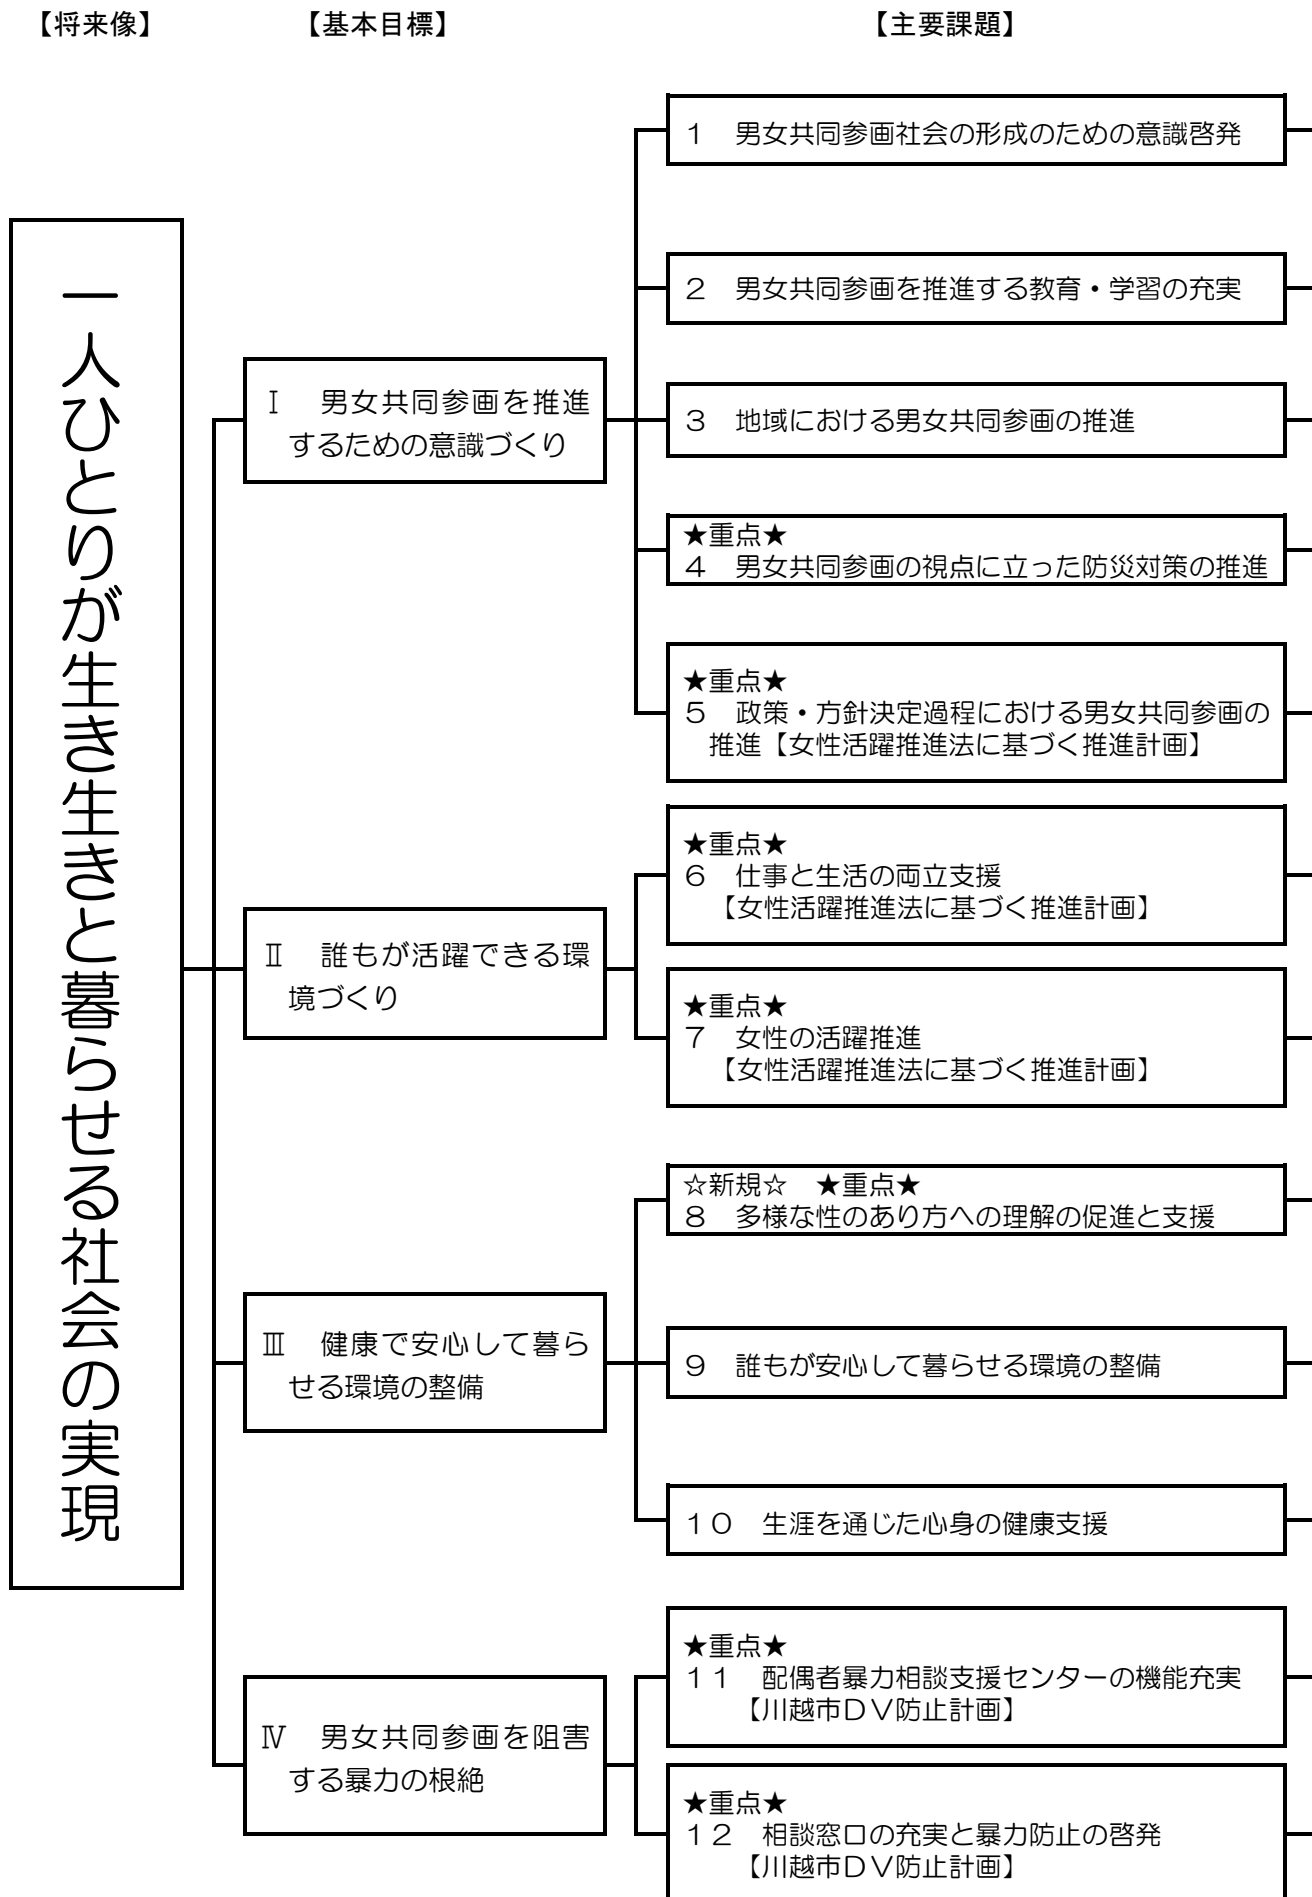 【将来像】
【基本目標】
【主要課題】
一人ひとりが生き生きと暮らせる社会の実現
Ⅰ　男女共同参画を推進
するための意識づくり
1　男女共同参画社会の形成のための意識啓発
2　男女共同参画を推進する教育・学習の充実
3　地域における男女共同参画の推進
★重点★
4　男女共同参画の視点に立った防災対策の推進
★重点★
5　政策・方針決定過程における男女共同参画の
推進【女性活躍推進法に基づく推進計画】
Ⅱ　誰もが活躍できる環
境づくり
★重点★
6　仕事と生活の両立支援
【女性活躍推進法に基づく推進計画】
★重点★
7　女性の活躍推進
【女性活躍推進法に基づく推進計画】
Ⅲ　健康で安心して暮ら
せる環境の整備
☆新規☆　★重点★
8　多様な性のあり方への理解の促進と支援
9　誰もが安心して暮らせる環境の整備
10　生涯を通じた心身の健康支援
Ⅳ　男女共同参画を阻害
する暴力の根絶
★重点★
11　配偶者暴力相談支援センターの機能充実
【川越市ＤＶ防止計画】
★重点★
12　相談窓口の充実と暴力防止の啓発
【川越市ＤＶ防止計画】